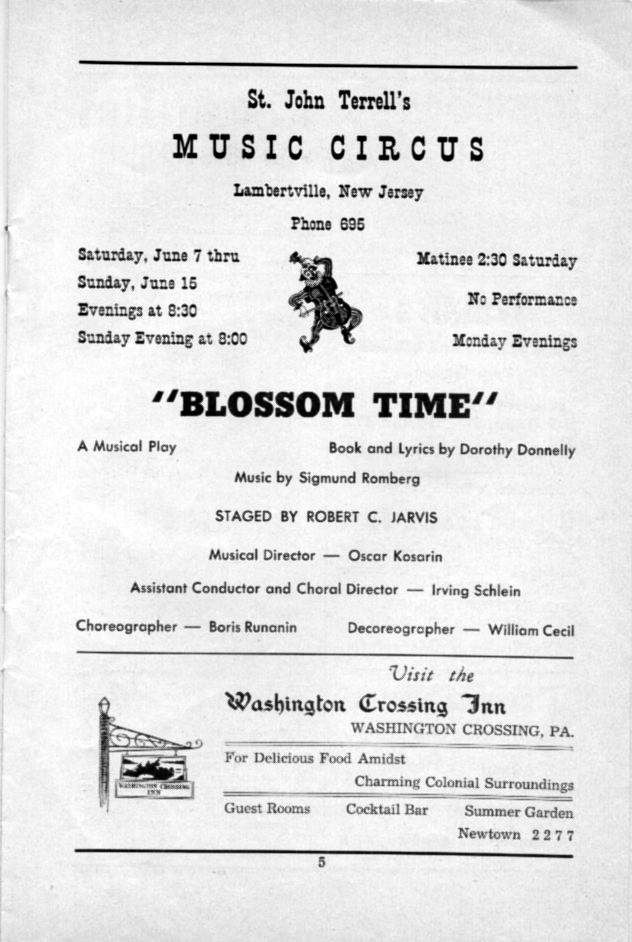 St. John Terrell's
MUSIC CIRCUS
Lambertville, New Jersey
Phone 695
Saturday, June 7 thru
Sunday, June 15
Evenings at 8:30
Sunday Evening at 8:00
Matinee 2:30 Saturday
No Performance
Monday Evenings
"BLOSSOM TIME"
A Musical Play Book and Lyrics by Dorothy Donnelly
Music by Sigmund Romberg
STAGED BY ROBERT C. JARVIS
Musical Director — Oscar Kosarin
Assistant Conductor and Choral Director — Irving Schlein
Choreographer — Boris Runanin Decoreographer — William Cecil
Visit the
Washington Crossing Inn
WASHINGTON CROSSING, PA.
For Delicious Food Amidst
Charming Colonial Surroundings
Guest Rooms Cocktail Bar Summer Garden
Newtown 2277
WASHINGTON CROSSING
INN
5